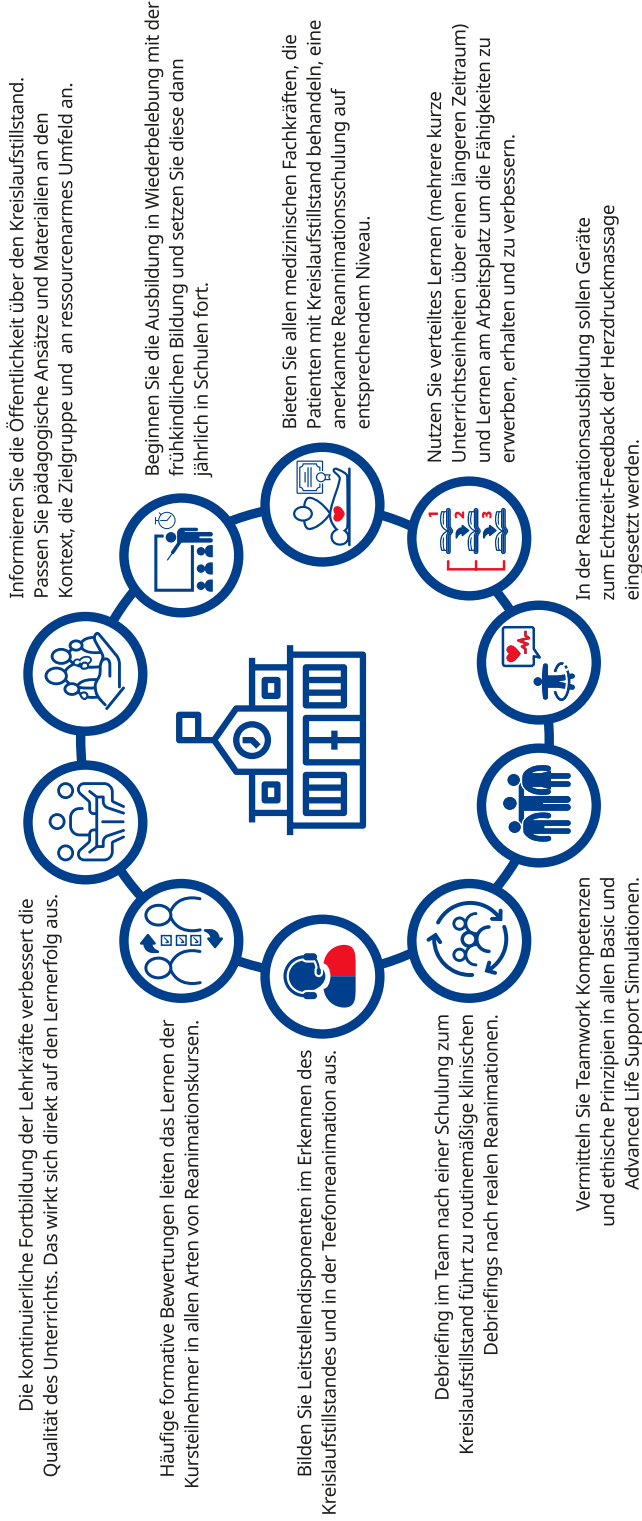 Informieren Sie die Öffentlichkeit über den Kreislaufstillstand.
Passen Sie pädagogische Ansätze und Materialien an den
Kontext, die Zielgruppe und an ressourcenarmes Umfeld an.
Beginnen Sie die Ausbildung in Wiederbelebung mit der
frühkindlichen Bildung und setzen Sie diese dann
jährlich in Schulen fort.
Bieten Sie allen medizinischen Fachkräften, die
Patienten mit Kreislaufstillstand behandeln, eine
anerkannte Reannimationsschulung auf
entsprechendem Niveau.
1
2
3
Nutzen Sie verteiltes Lernen (mehrere kurze
Unterrichtseinheiten über einen längeren Zeitraum)
und Lernen am Arbeitsplatz um die Fähigkeiten zu
erwerben, erhalten und zu verbessern.
In der Reanimationsausbildung sollen Geräte
zum Echtzeit-Feedback der Herzdruckmassage
eingesetzt werden.
Vermitteln Sie Teamwork Kompetenzen
und ethische Prinzipien in allen Basic und
Advanced Life Support Simulationen.
Debriefing im Team nach einer Schulung zum
Kreislaufstillstand führt zu routinemäßige klinischen
Debriefings nach realen Reanimationen.
Bilden Sie Leitstellendisponenten im Erkennen des
Kreislaufstillstandes und in der Teefonreanimation aus.
Häufige formative Bewertungen leiten das Lernen der
Kursteilnehmer in allen Arten von Reanimationskursen.
Die kontinuierliche Fortbildung der Lehrkräfte verbessert die
Qualität des Unterrichts. Das wirkt sich direkt auf den Lernerfolg aus.